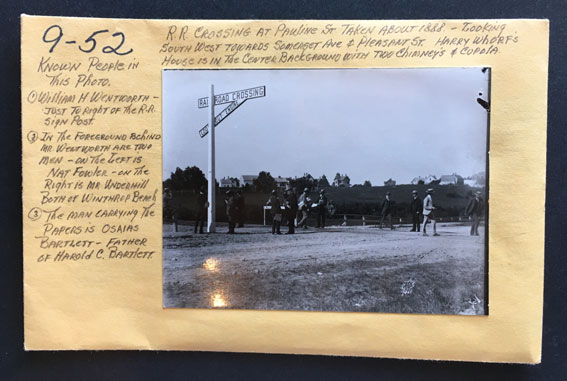 9-52
R.R. Crossing at Pauline St Taken about 1888. - Looking
South West towards Somerset Ave & Pleasant St. Harry Whorf's
House is in the Center Background with Two Chimney's & Cupola.
Known People in
This Photo.
① William H Wentworth -
Just To Right of The R.R.
Sign Post.
② In The Foreground Behind
Mr. Wentworth are two
Men - on The Left is
Nat Fowler - on The
Right is Mr Underhill
Both of Winthrop Beach
③ The Man Carrying The
Papers is Osaias
Bartlett - Father
of Harold C. Bartlett
RAILROAD CROSSING